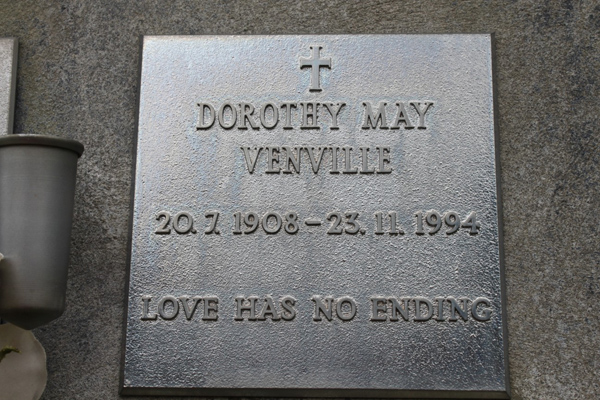 DOROTHY MAY
VENVILLE
20. 7. 1908 – 23. 11. 1994
LOVE HAS NO ENDING